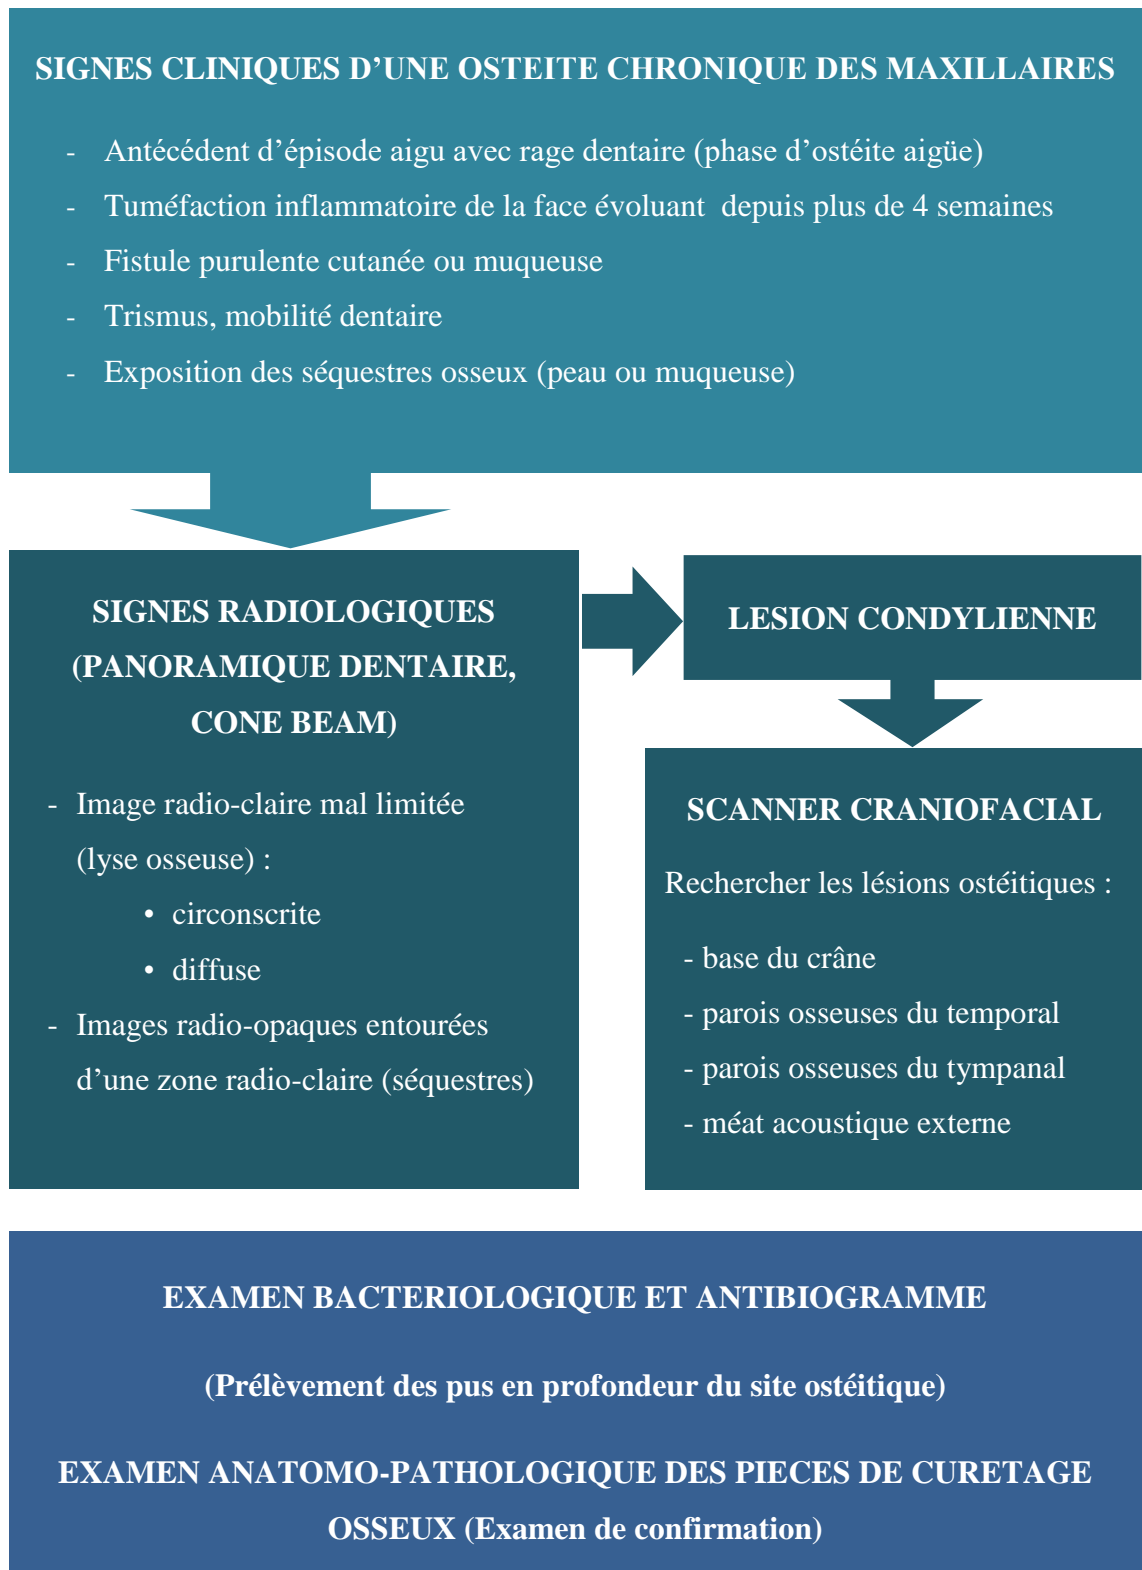 SIGNES CLINIQUES D’UNE OSTEITE CHRONIQUE DES MAXILLAIRES
- Antécédent d’épisode aigu avec rage dentaire (phase d’ostéite aigüe)
- Tuméfaction inflammatoire de la face évoluant depuis plus de 4 semaines
- Fistule purulente cutanée ou muqueuse
- Trismus, mobilité dentaire
- Exposition des séquestres osseux (peau ou muqueuse)
SIGNES RADIOLOGIQUES
(PANORAMIQUE DENTAIRE,
CONE BEAM)
- Image radio-claire mal limitée
(lyse osseuse) :
• circonscrite
• diffuse
- Images radio-opaques entourées
d’une zone radio-claire (séquestres)
LESION CONDYLIENNE
SCANNER CRANIOFACIAL
Rechercher les lésions ostéitiques :
- base du crâne
- parois osseuses du temporal
- parois osseuses du tympanal
- méat acoustique externe
EXAMEN BACTERIOLOGIQUE ET ANTIBIOGRAMME
(Prélèvement des pus en profondeur du site ostéitique)
EXAMEN ANATOMO-PATHOLOGIQUE DES PIECES DE CURETAGE
OSSEUX (Examen de confirmation)